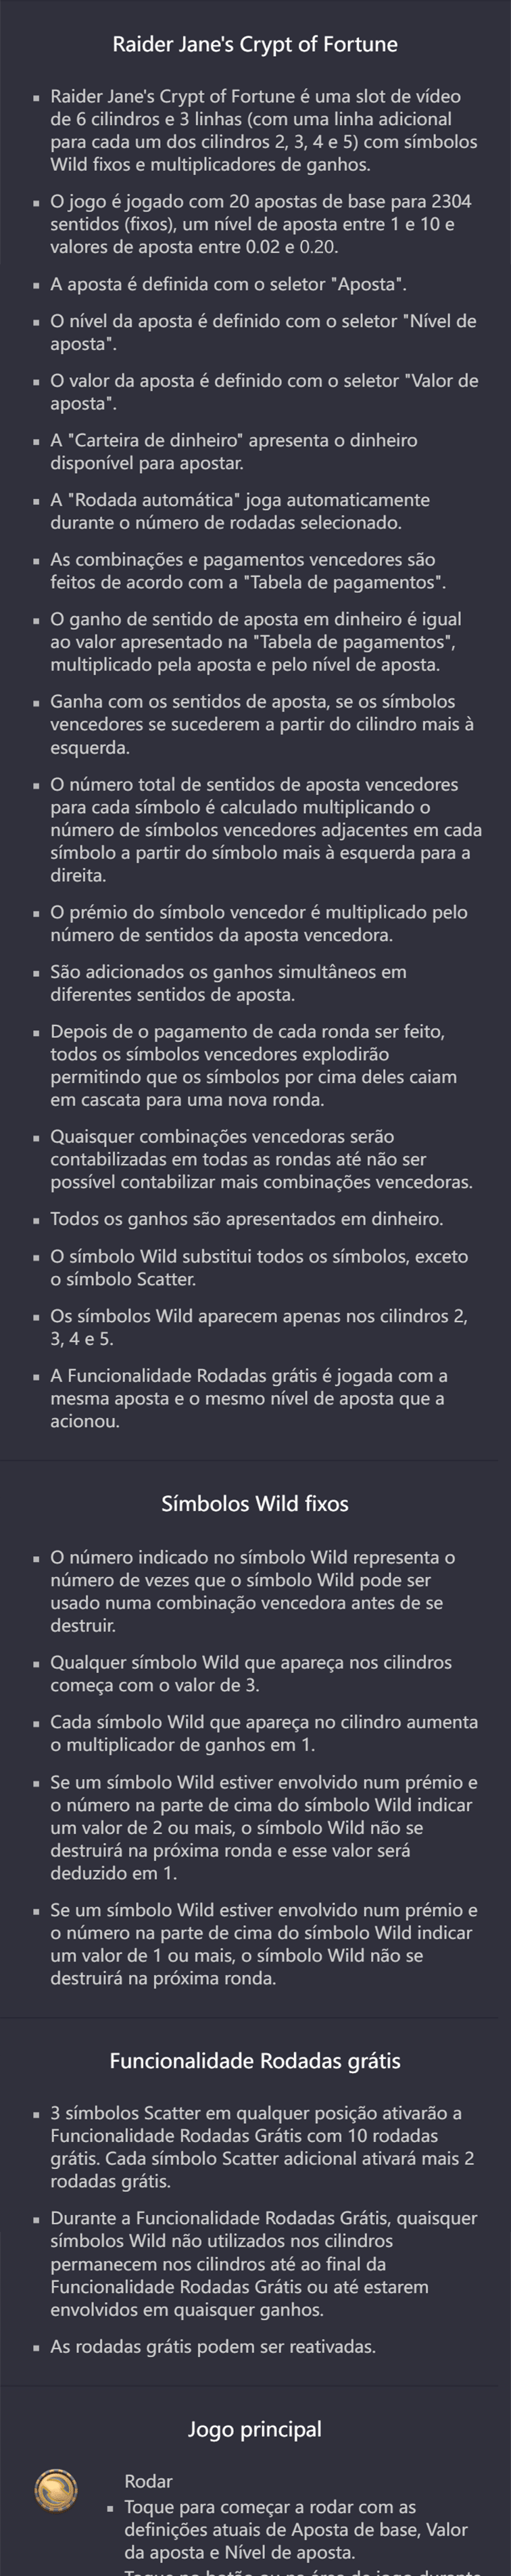 Raider Jane's Crypt of Fortune
Raider Jane's Crypt of Fortune é uma slot de vídeo
de 6 cilindros e 3 linhas (com uma linha adicional
para cada um dos cilindros 2, 3, 4 e 5) com símbolos
Wild fixos e multiplicadores de ganhos.
O jogo é jogado com 20 apostas de base para 2304
sentidos (fixos), um nível de aposta entre 1 e 10 e
valores de aposta entre 0.02 e 0.20.
A aposta é definida com o seletor "Aposta".
O nível da aposta é definido com o seletor "Nível de
aposta".
O valor da aposta é definido com o seletor "Valor de
aposta".
A "Carteira de dinheiro" apresenta o dinheiro
disponível para apostar.
A "Rodada automática" joga automaticamente
durante o número de rodadas selecionado.
As combinações e pagamentos vencedores são
feitos de acordo com a "Tabela de pagamentos".
O ganho de sentido de aposta em dinheiro é igual
ao valor apresentado na "Tabela de pagamentos",
multiplicado pela aposta e pelo nível de aposta.
Ganha com os sentidos de aposta, se os símbolos
vencedores se sucederem a partir do cilindro mais à
esquerda.
O número total de sentidos de aposta vencedores
para cada símbolo é calculado multiplicando o
número de símbolos vencedores adjacentes em cada
símbolo a partir do símbolo mais à esquerda para a
direita.
O prémio do símbolo vencedor é multiplicado pelo
número de sentidos da aposta vencedora.
São adicionados os ganhos simultâneos em
diferentes sentidos de aposta.
Depois de o pagamento de cada ronda ser feito,
todos os símbolos vencedores explodirão
permitindo que os símbolos por cima deles caiam
em cascata para uma nova ronda.
Quaisquer combinações vencedoras serão
contabilizadas em todas as rondas até não ser
possível contabilizar mais combinações vencedoras.
Todos os ganhos são apresentados em dinheiro.
O símbolo Wild substitui todos os símbolos, exceto
o símbolo Scatter.
Os símbolos Wild aparecem apenas nos cilindros 2,
3, 4 e 5.
A Funcionalidade Rodadas grátis é jogada com a
mesma aposta e o mesmo nível de aposta que a
acionou.
Símbolos Wild fixos
O número indicado no símbolo Wild representa o
número de vezes que o símbolo Wild pode ser
usado numa combinação vencedora antes de se
destruir.
Qualquer símbolo Wild que apareça nos cilindros
começa com o valor de 3.
Cada símbolo Wild que apareça no cilindro aumenta
o multiplicador de ganhos em 1.
Se um símbolo Wild estiver envolvido num prémio e
o número na parte de cima do símbolo Wild indicar
um valor de 2 ou mais, o símbolo Wild não se
destruirá na próxima ronda e esse valor será
deduzido em 1.
Se um símbolo Wild estiver envolvido num prémio e
o número na parte de cima do símbolo Wild indicar
um valor de 1 ou mais, o símbolo Wild não se
destruirá na próxima ronda.
Funcionalidade Rodadas grátis
3 símbolos Scatter em qualquer posição ativarão a
Funcionalidade Rodadas Grátis com 10 rodadas
grátis. Cada símbolo Scatter adicional ativará mais 2
rodadas grátis.
Durante a Funcionalidade Rodadas Grátis, quaisquer
símbolos Wild não utilizados nos cilindros
permanecem nos cilindros até ao final da
Funcionalidade Rodadas Grátis ou até estarem
envolvidos em quaisquer ganhos.
As rodadas grátis podem ser reativadas.
Jogo principal
Rodar
Toque para começar a rodar com as
definições atuais de Aposta de base, Valor
da aposta e Nível de aposta.